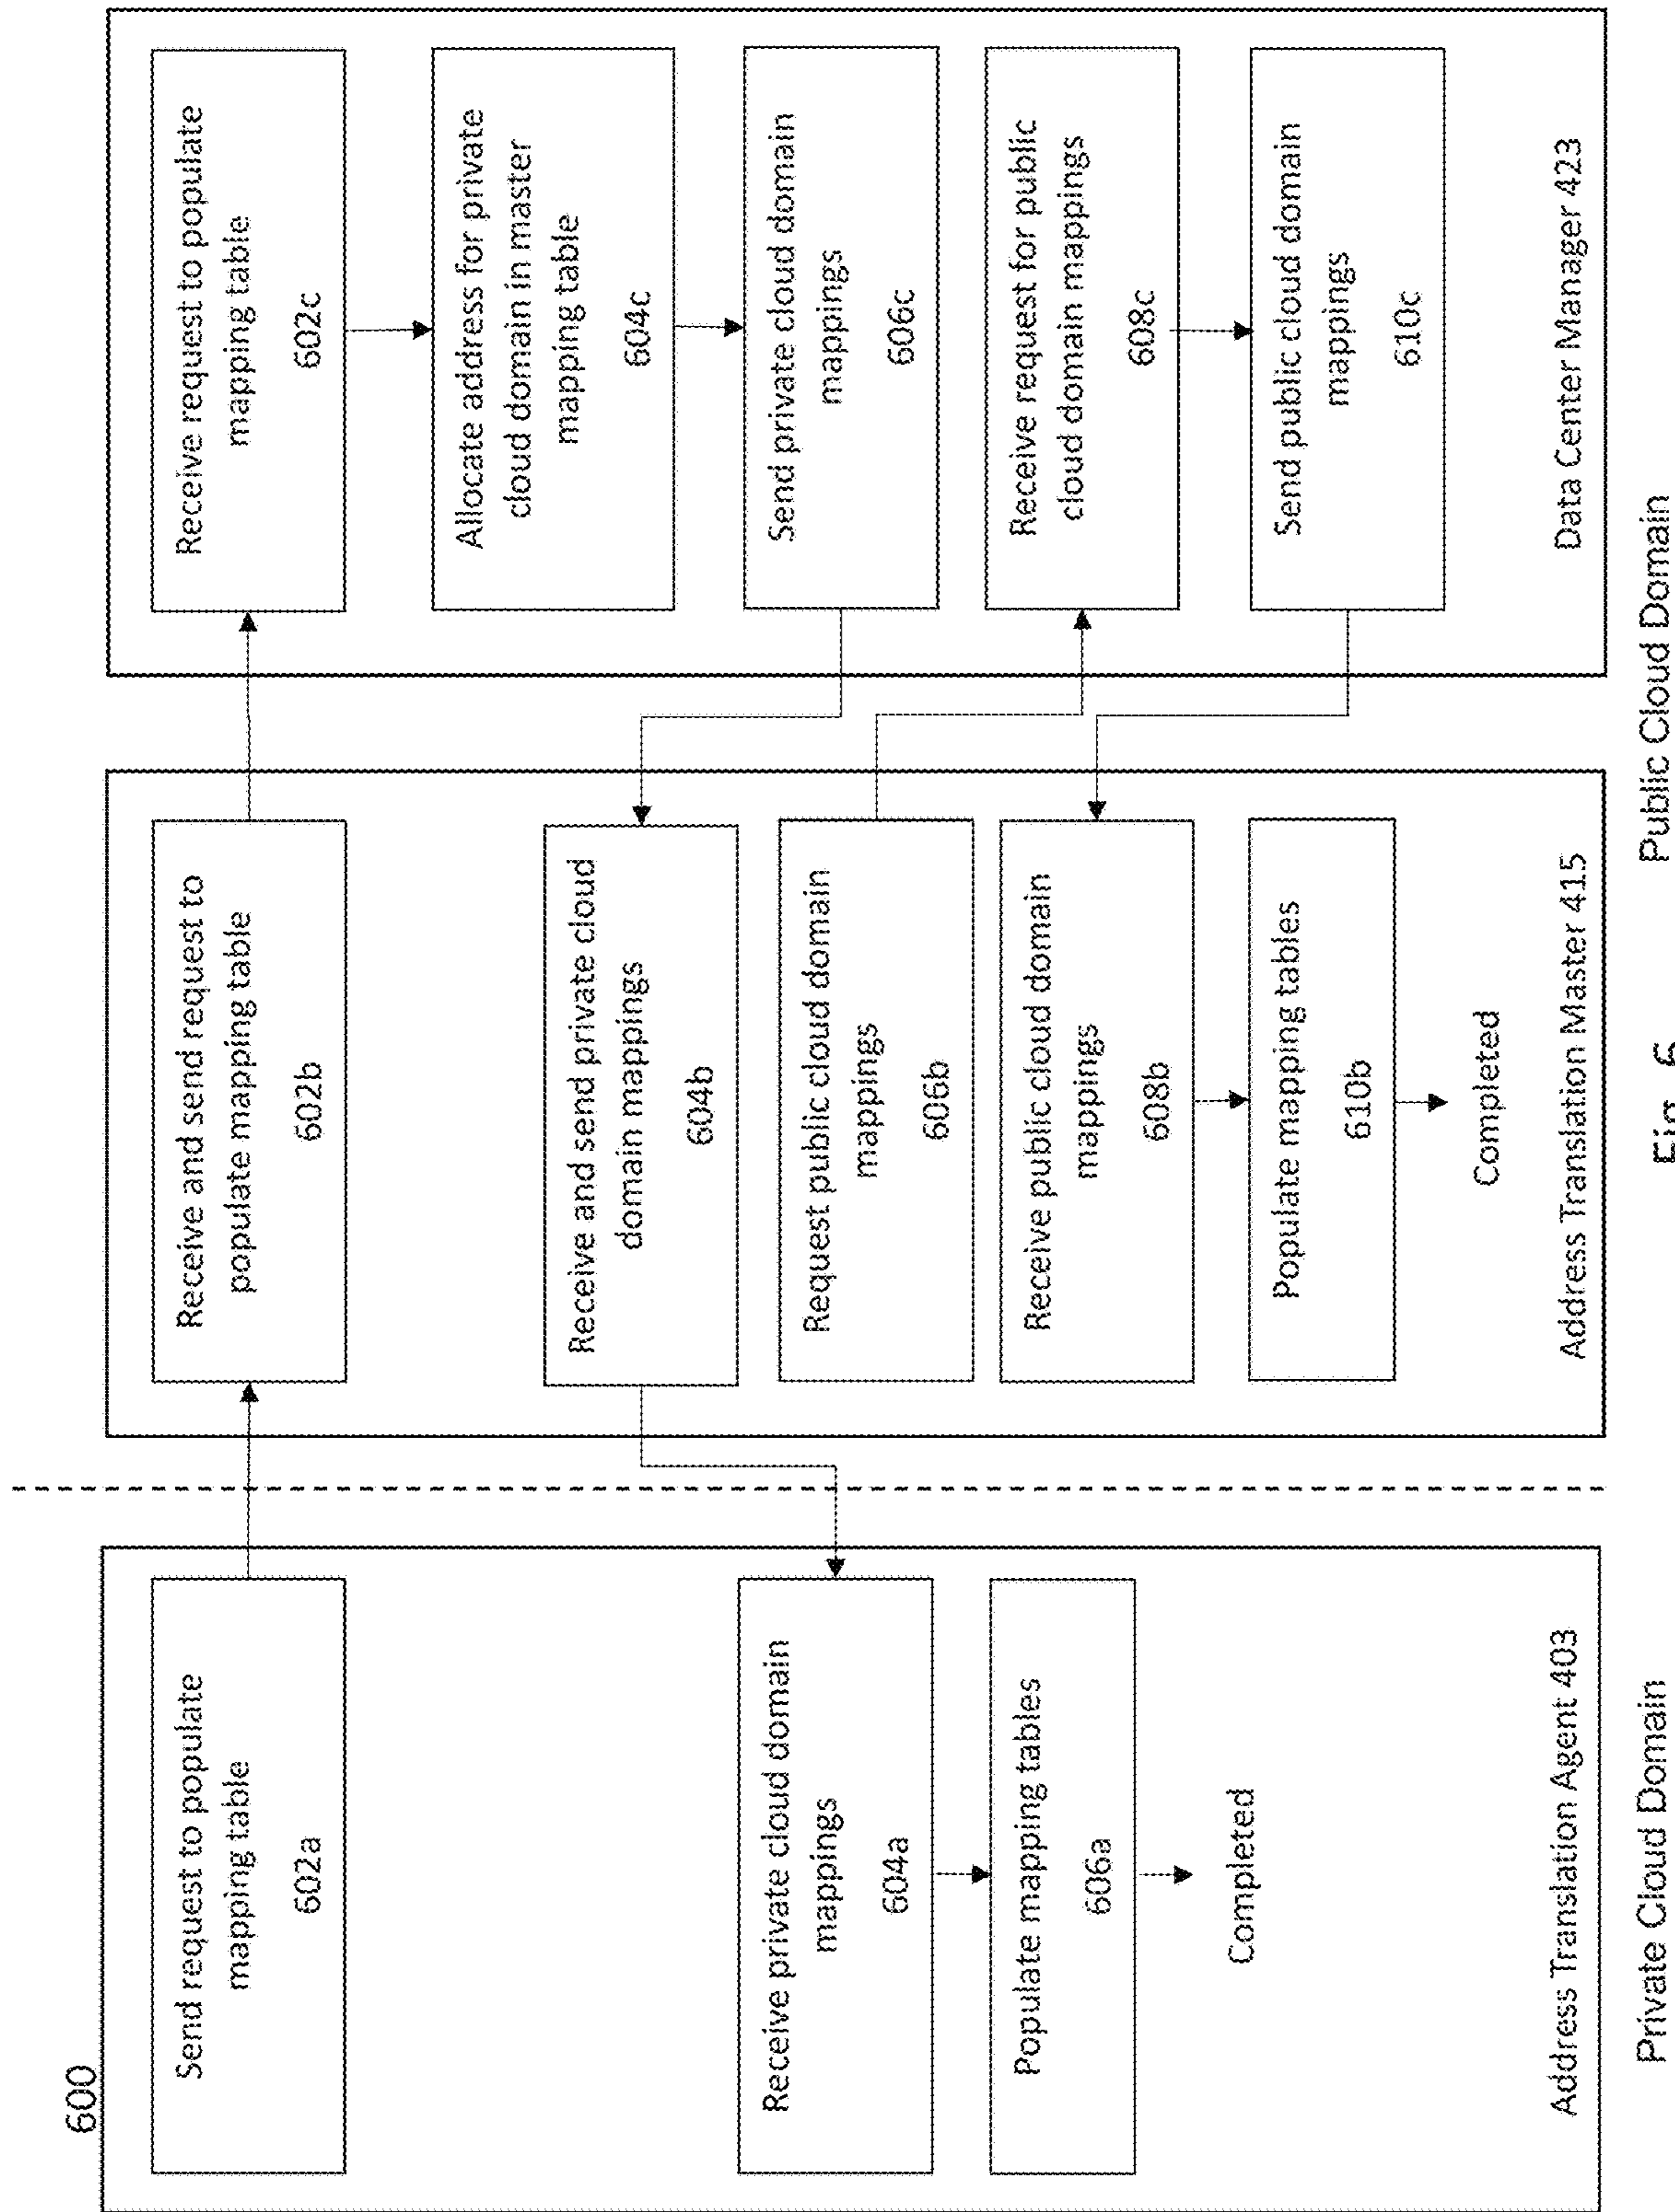 600
Send request to populate
mapping table
602a
Receive private cloud domain
mappings
604a
Populate mapping tables
606a
Completed
Address Translation Agent 403
Private Cloud Domain
Receive and send request to
populate mapping table
602b
Receive and send private cloud
domain mappings
604b
Request public cloud domain
mappings
606b
Receive public cloud domain
mappings
608b
Populate mapping tables
610b
Completed
Address Translation Master 415
Receive request to populate
mapping table
602c
Allocate address for private
cloud domain in master
mapping table
604c
Send private cloud domain
mappings
606c
Receive request for public
cloud domain mappings
608c
Send public cloud domain
mappings
610c
Data Center Manager 423
Public Cloud Domain
Fig. 6